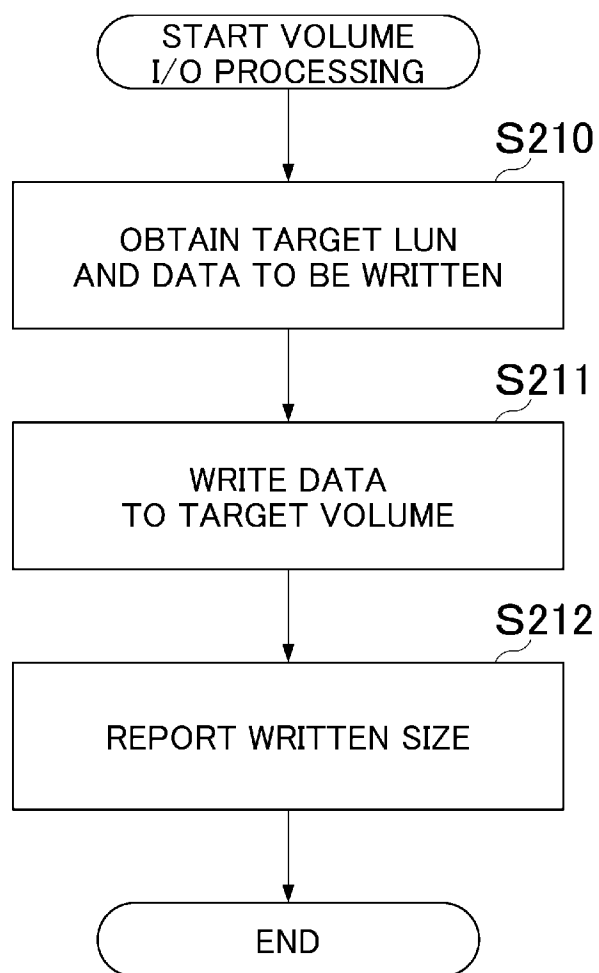 START VOLUME
I/O PROCESSING
S210
OBTAIN TARGET LUN
AND DATA TO BE WRITTEN
S211
WRITE DATA
TO TARGET VOLUME
S212
REPORT WRITTEN SIZE
END